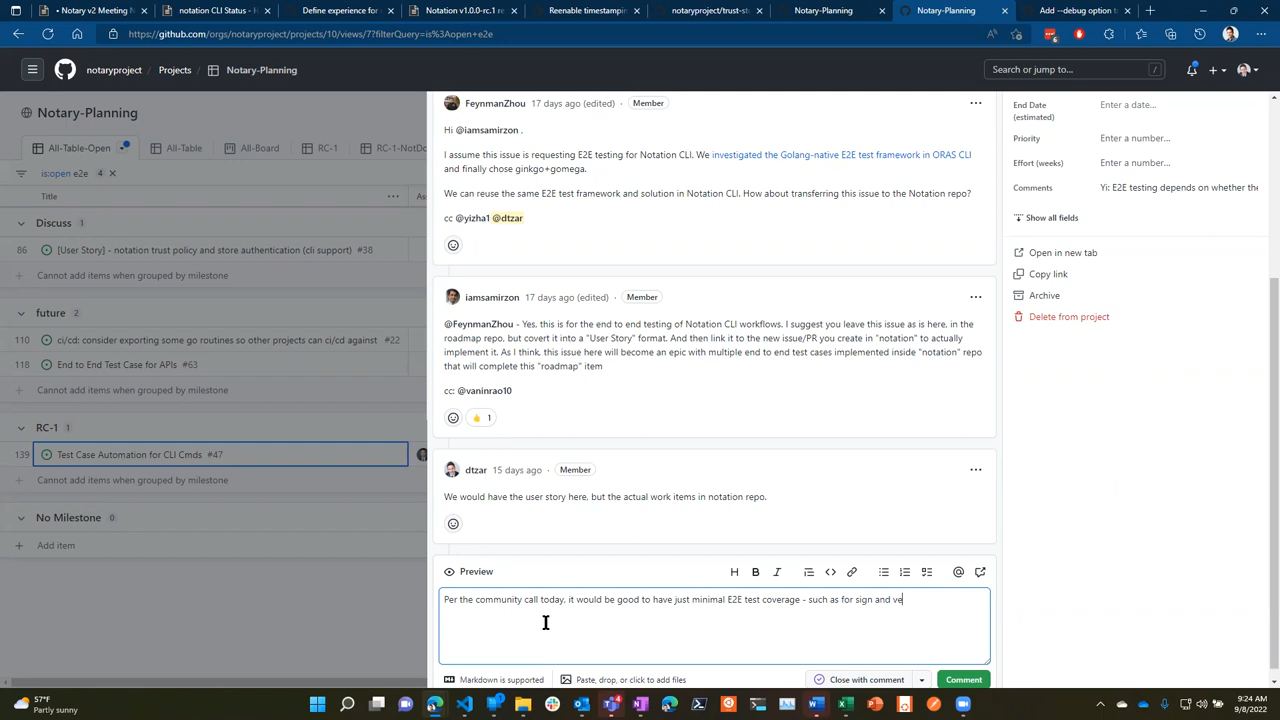 Notary v2 Meeting N
notation CLI Status - H
Define experience for
Notation v1.0.0-rc.1 re
Reenable timestampin
notaryproject/trust-st
Notary-Planning
Notary-Planning
Add --debug option t
https://github.com/orgs/notaryproject/projects/10/views/7?filterQuery=is%3Aopen+e2e
6
notaryproject / Projects / Notary-Planning
Search or jump to...
/
Notary-Planning
All-Table-Open
All-Table
All-Board
RC-1
RC-1-NotD
is:open e2e 4
Title
Discuss 1
86 [User Story] - notation trust policy and store authentication (cli support) #38
Cannot add items when grouped by milestone
future 2
110 ci/cd: consider exporting some go routines so other projects can ci/cd against #22
118 End to End Test Case for APIs #63
Cannot add items when grouped by milestone
RC-1 1
139 Test Case Automation for CLI Cmds #47
Cannot add items when grouped by milestone
No Milestone 0
Add item
FeynmanZhou 17 days ago (edited) · Member
Hi @iamsamirzon .
I assume this issue is requesting E2E testing for Notation CLI. We investigated the Golang-native E2E test framework in ORAS CLI
and finally chose ginkgo+gomega.
We can reuse the same E2E test framework and solution in Notation CLI. How about transferring this issue to the Notation repo?
cc @yizha1 @dtzar
iamsamirzon 17 days ago (edited) · Member
@FeynmanZhou - Yes, this is for the end to end testing of Notation CLI workflows. I suggest you leave this issue as is here, in the
roadmap repo, but covert it into a "User Story" format. And then link it to the new issue/PR you create in "notation" to actually
implement it. As I think, this issue here will become an epic with multiple end to end test cases implemented inside "notation" repo
that will complete this "roadmap" item
cc: @vaninrao10
1
dtzar 15 days ago · Member
We would have the user story here, but the actual work items in notation repo.
Preview
Per the community call today, it would be good to have just minimal E2E test coverage - such as for sign and ve
Markdown is supported
Paste, drop, or click to add files
Close with comment
Comment
End Date
(estimated)
Enter a date...
Priority
Enter a number...
Effort (weeks)
Enter a number...
Comments
Yi: E2E testing depends on whether the
Show all fields
Open in new tab
Copy link
Archive
Delete from project
57°F
Partly sunny
1
4
9:24 AM
9/8/2022